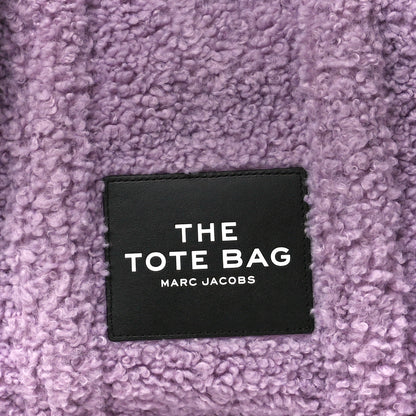 THE
TOTE BAG
MARC JACOBS